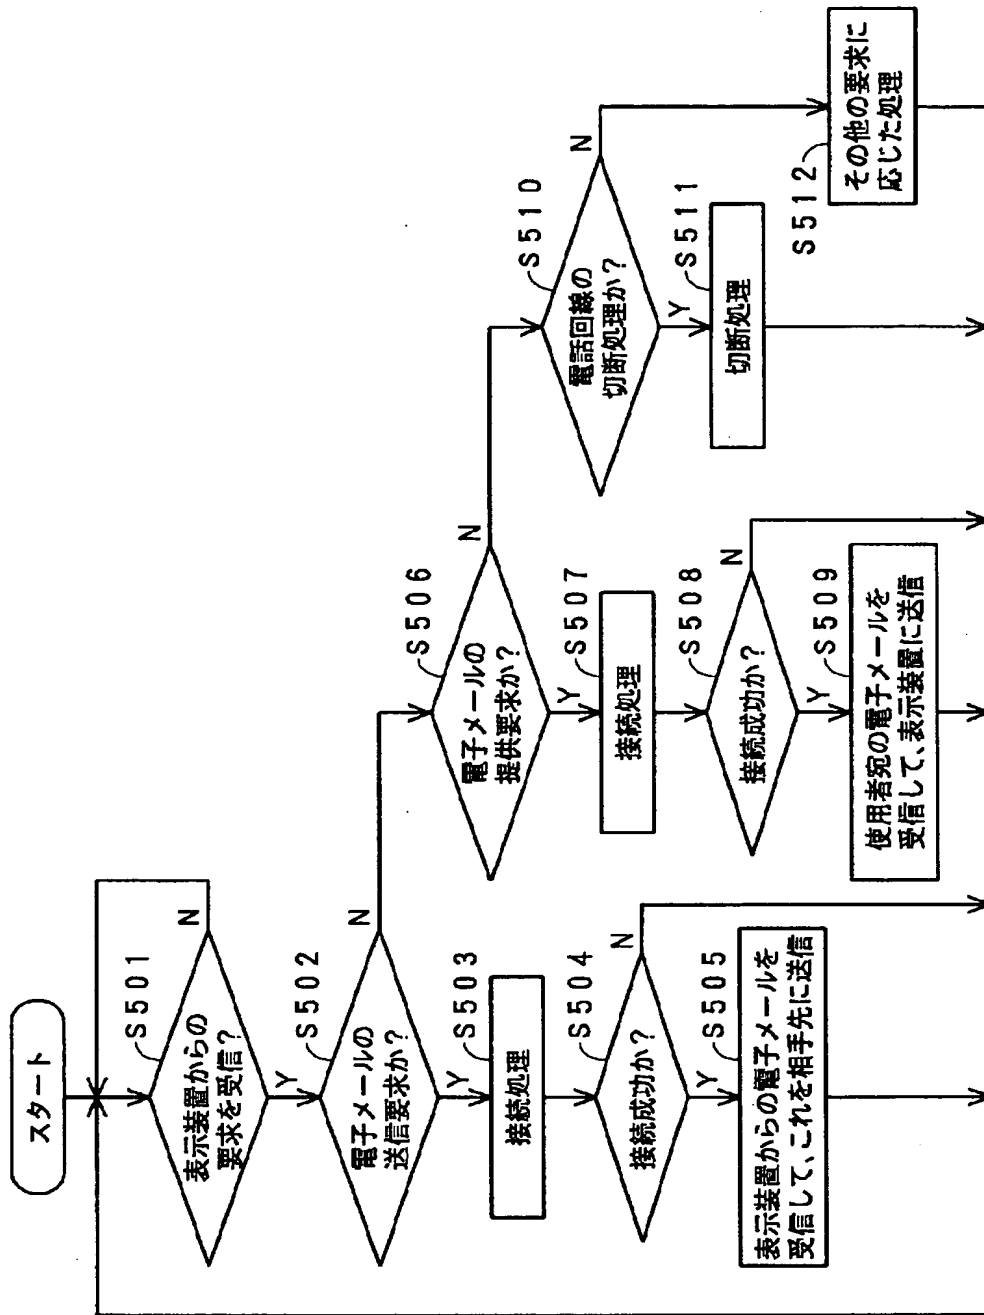 スタート
S501
表示装置からの
要求を受信?
N
Y
S502
電子メールの
送信要求か?
N
Y
S503
接続処理
S504
接続成功か?
N
Y
S505
表示装置からの電子メールを
受信して、これを相手先に送信
S506
電子メールの
提供要求か?
N
Y
S507
接続処理
S508
接続成功か?
N
Y
S509
使用者宛の電子メールを
受信して、表示装置に送信
S510
電話回線の
切断処理か?
N
Y
S511
切断処理
S512
その他の要求に
応じた処理